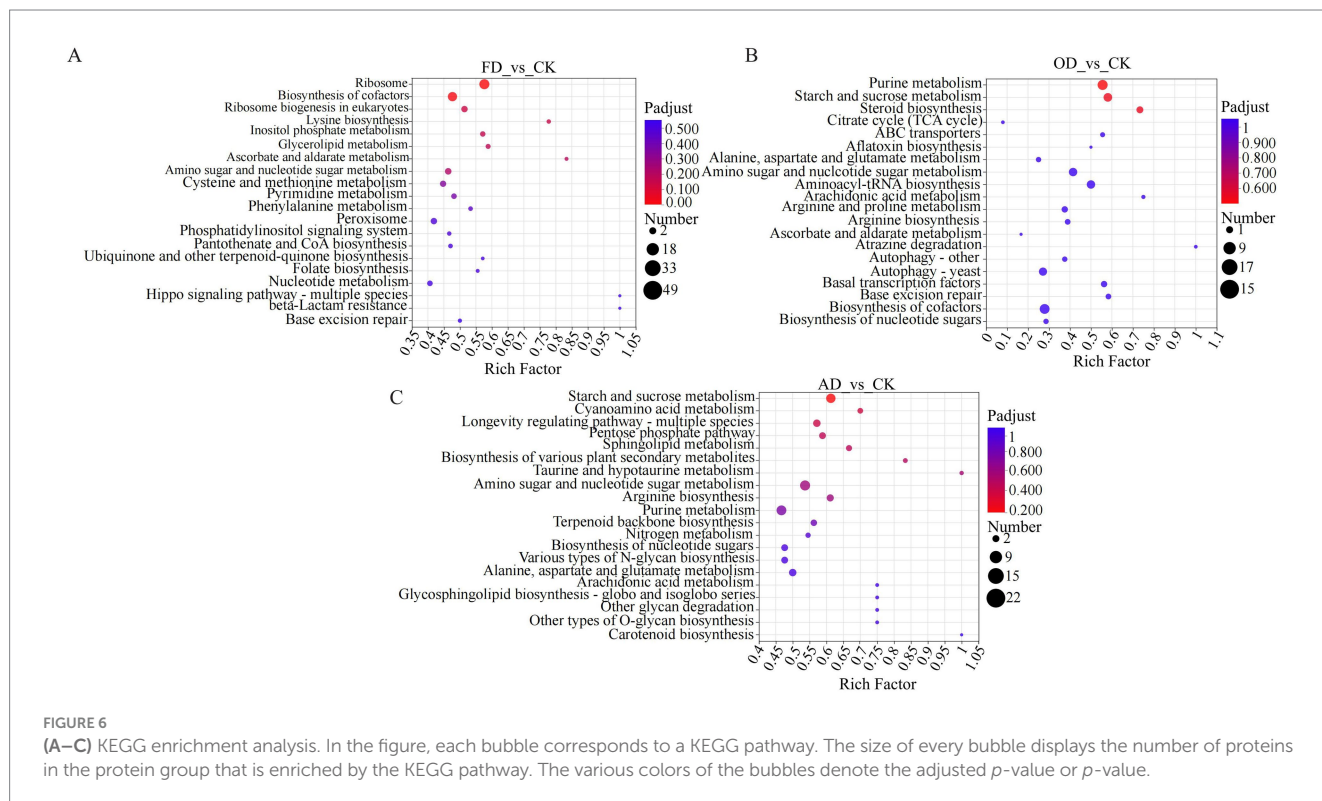 A
FD_vs_CK
Ribosome
Biosynthesis of cofactors
Ribosome biogenesis in eukaryotes
Lysine biosynthesis
Inositol phosphate metabolism
Glycerolipid metabolism
Ascorbate and aldarate metabolism
Amino sugar and nucleotide sugar metabolism
Cysteine and methionine metabolism
Pyrimidine metabolism
Phenylalanine metabolism
Peroxisome
Phosphatidylinositol signaling system
Pantothenate and CoA biosynthesis
Ubiquinone and other terpenoid-quinone biosynthesis
Folate biosynthesis
Nucleotide metabolism
Hippo signaling pathway - multiple species
beta-Lactam resistance
Base excision repair
0.35 0.4 0.45 0.5 0.55 0.6 0.65 0.7 0.75 0.8 0.85 0.9 0.95 1 1.05
Rich Factor
Padjust
0.500
0.400
0.300
0.200
0.100
0.00
Number
2
18
33
49
B
OD_vs_CK
Purine metabolism
Starch and sucrose metabolism
Steroid biosynthesis
Citrate cycle (TCA cycle)
ABC transporters
Aflatoxin biosynthesis
Alanine, aspartate and glutamate metabolism
Amino sugar and nuclcotide sugar metabolism
Aminoacyl-tRNA biosynthesis
Arachidonic acid metabolism
Arginine and proline metabolism
Arginine biosynthesis
Ascorbate and aldarate metabolism
Atrazine degradation
Autophagy - other
Autophagy - yeast
Basal transcription factors
Base excision repair
Biosynthesis of cofactors
Biosynthesis of nucleotide sugars
0 0.1 0.2 0.3 0.4 0.5 0.6 0.7 0.8 0.9 1 1.1
Rich Factor
Padjust
1
0.900
0.800
0.700
0.600
Number
1
9
17
15
C
AD_vs_CK
Starch and sucrose metabolism
Cyanoamino acid metabolism
Longevity regulating pathway - multiple species
Pentose phosphate pathway
Sphingolipid metabolism
Biosynthesis of various plant secondary metabolites
Taurine and hypotaurine metabolism
Amino sugar and nucleotide sugar metabolism
Arginine biosynthesis
Purine metabolism
Terpenoid backbone biosynthesis
Nitrogen metabolism
Biosynthesis of nucleotide sugars
Various types of N-glycan biosynthesis
Alanine, aspartate and glutamate metabolism
Arachidonic acid metabolism
Glycosphingolipid biosynthesis - globo and isoglobo series
Other glycan degradation
Other types of O-glycan biosynthesis
Carotenoid biosynthesis
0.4 0.45 0.5 0.55 0.6 0.65 0.7 0.75 0.8 0.85 0.9 0.95 1 1.05
Rich Factor
Padjust
1
0.800
0.600
0.400
0.200
Number
2
9
15
22
FIGURE 6
(A–C) KEGG enrichment analysis. In the figure, each bubble corresponds to a KEGG pathway. The size of every bubble displays the number of proteins
in the protein group that is enriched by the KEGG pathway. The various colors of the bubbles denote the adjusted p-value or p-value.